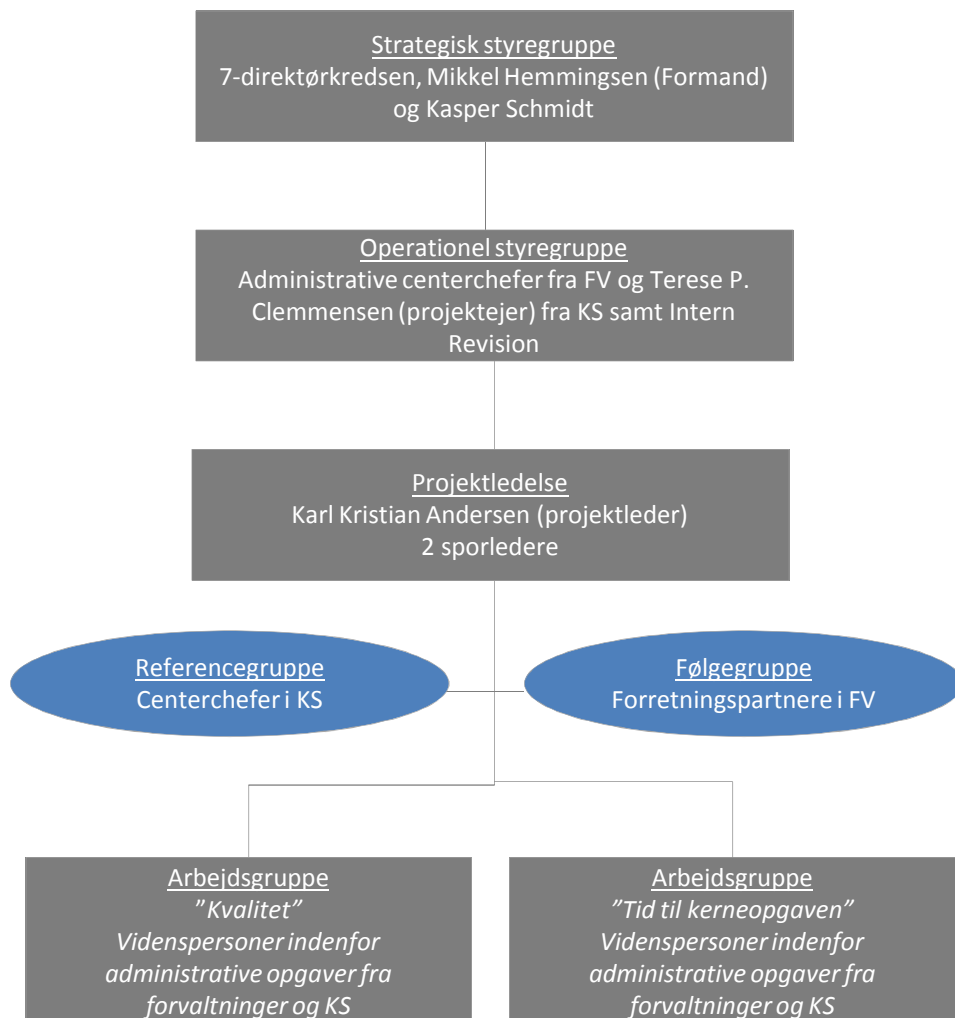 Strategisk styregruppe
7-direktørkredsen, Mikkel Hemmingsen (Formand)
og Kasper Schmidt
Operationel styregruppe
Administrative centerchefer fra FV og Terese P.
Clemmensen (projektejer) fra KS samt Intern
Revision
Projektledelse
Karl Kristian Andersen (projektleder)
2 sporledere
Referencegruppe
Centerchefer i KS
Følgegruppe
Forretningspartnere i FV
Arbejdsgruppe
"Kvalitet”
Videnspersoner indenfor
administrative opgaver fra
forvaltninger og KS
Arbejdsgruppe
”Tid til kerneopgaven”
Videnspersoner indenfor
administrative opgaver fra
forvaltninger og KS